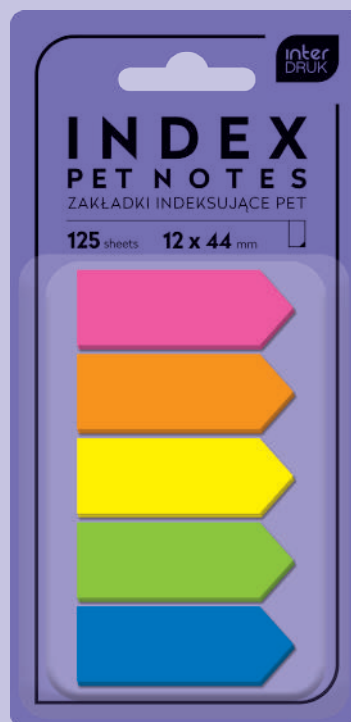 inter
DRUK
INDEX
PET NOTES
ZAKŁADKI INDEKSUJĄCE PET
125 sheets 12 x 44 mm